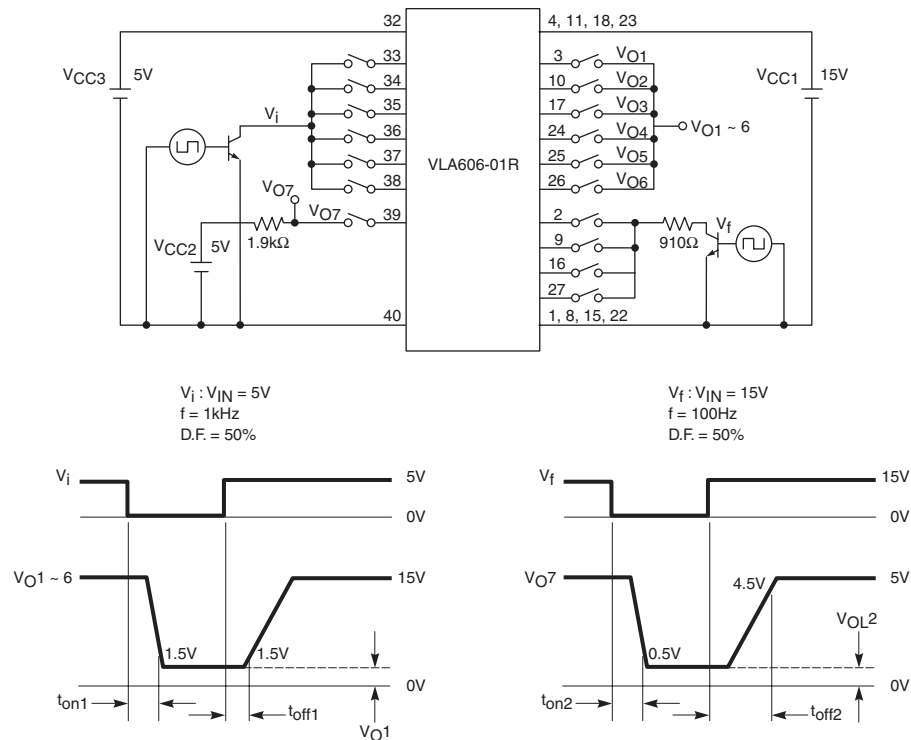 32
4, 11, 18, 23
VCC3
5V
33
34
35
36
37
38
39
40
Vi
VO7
VO7
1.9kΩ
VCC2
5V
VLA606-01R
3
10
17
24
25
26
2
9
16
27
1, 8, 15, 22
VO1
VO2
VO3
VO4
VO5
VO6
VO1 ~ 6
VCC1
15V
910Ω
Vf
Vi : VIN = 5V
f = 1kHz
D.F. = 50%
Vf : VIN = 15V
f = 100Hz
D.F. = 50%
Vi
5V
0V
VO1 ~ 6
15V
1.5V
1.5V
0V
ton1
toff1
VO1
Vf
15V
0V
VO7
5V
4.5V
0.5V
VOL2
0V
ton2
toff2